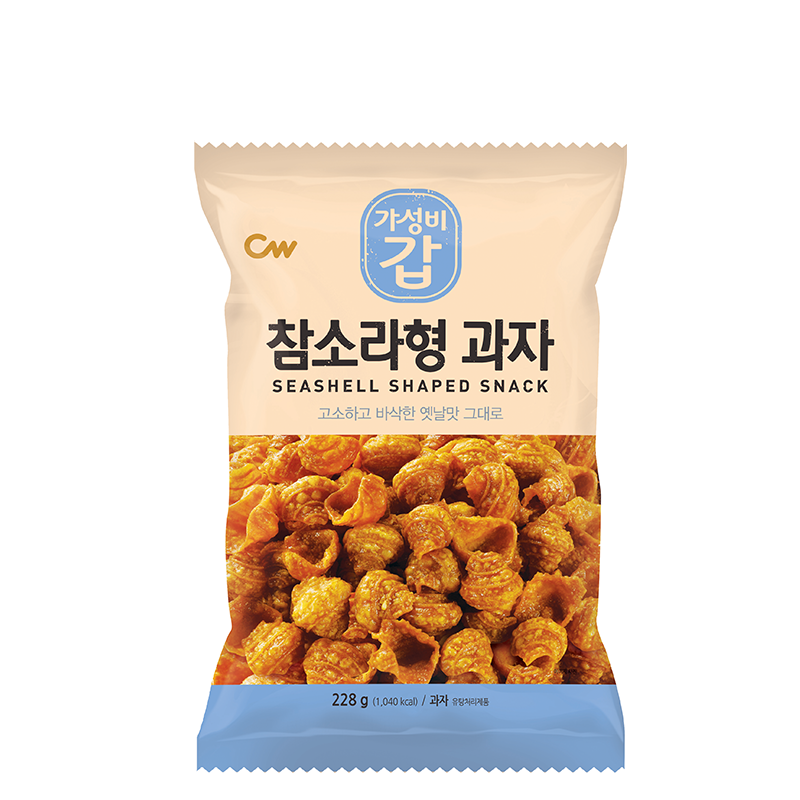 가성비
갑
CW
참소라형 과자
SEASHELL SHAPED SNACK
고소하고 바삭한 옛날맛 그대로
228 g (1,040 kcal) / 과자 유탕처리제품